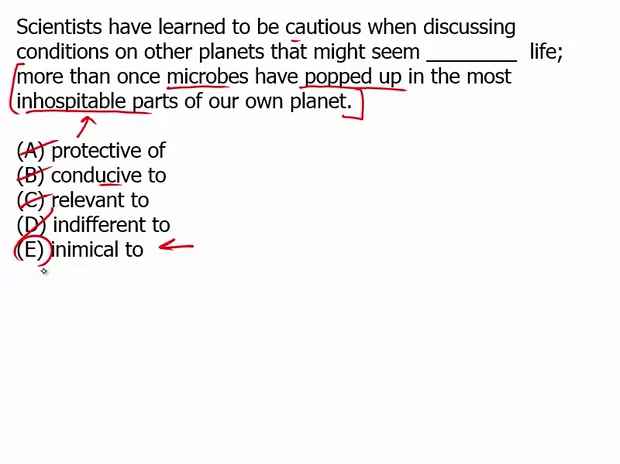 Scientists have learned to be cautious when discussing
conditions on other planets that might seem ________ life;
more than once microbes have popped up in the most
inhospitable parts of our own planet.
(A) protective of
(B) conducive to
(C) relevant to
(D) indifferent to
(E) inimical to